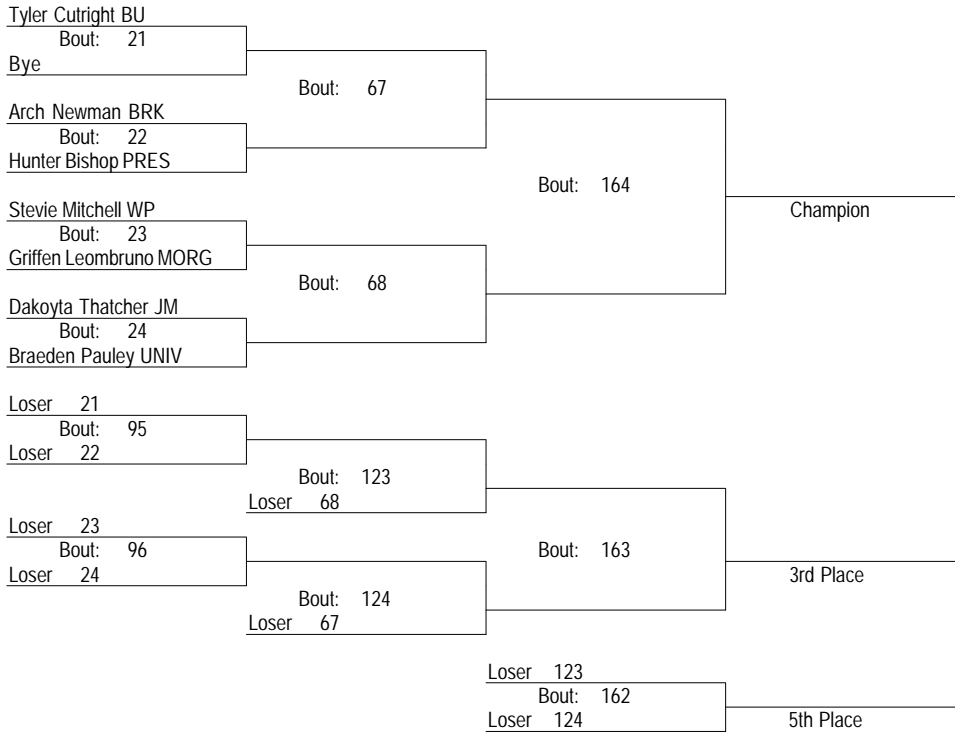 Tyler Cutright BU
Bout: 21
Bye
Bout: 67
Arch Newman BRK
Bout: 22
Hunter Bishop PRES
Bout: 164
Stevie Mitchell WP
Champion
Bout: 23
Griffen Leombruno MORG
Bout: 68
Dakoyta Thatcher JM
Bout: 24
Braeden Pauley UNIV
Loser 21
Bout: 95
Loser 22
Bout: 123
Loser 68
Loser 23
Bout: 96
Bout: 163
Loser 24
3rd Place
Bout: 124
Loser 67
Loser 123
Bout: 162
Loser 124
5th Place